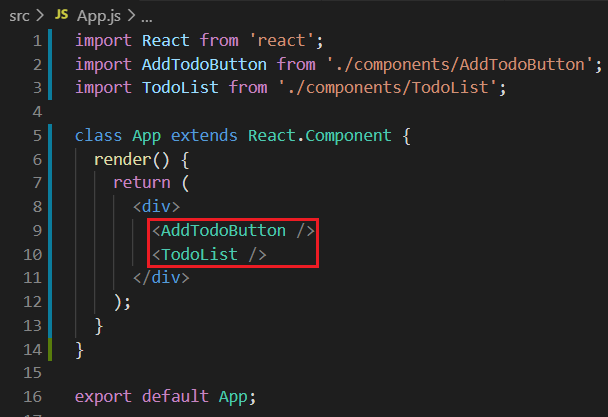 src > JS App.js > ...
1 import React from 'react';
2 import AddTodoButton from './components/AddTodoButton';
3 import TodoList from './components/TodoList';
4
5 class App extends React.Component {
6   render() {
7     return (
8       <div>
9         <AddTodoButton />
10         <TodoList />
11       </div>
12     );
13   }
14 }
15
16 export default App;